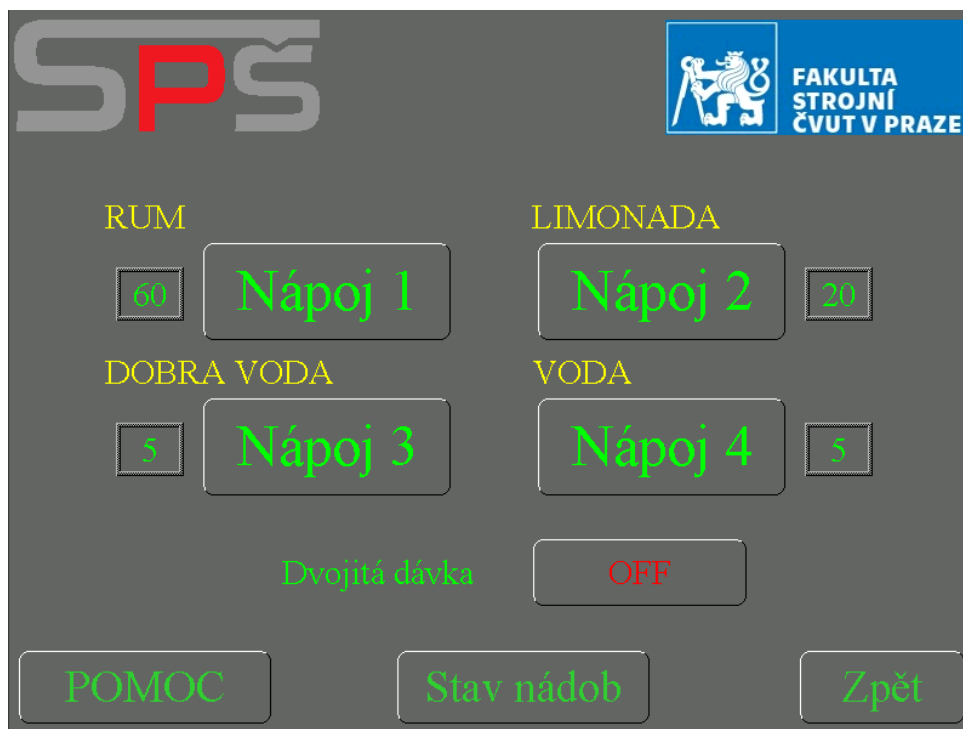 SPŠ
FAKULTA
STROJNÍ
ČVUT V PRAZE
RUM
LIMONADA
60
Nápoj 1
Nápoj 2
20
DOBRA VODA
VODA
5
Nápoj 3
Nápoj 4
5
Dvojitá dávka
OFF
POMOC
Stav nádob
Zpět